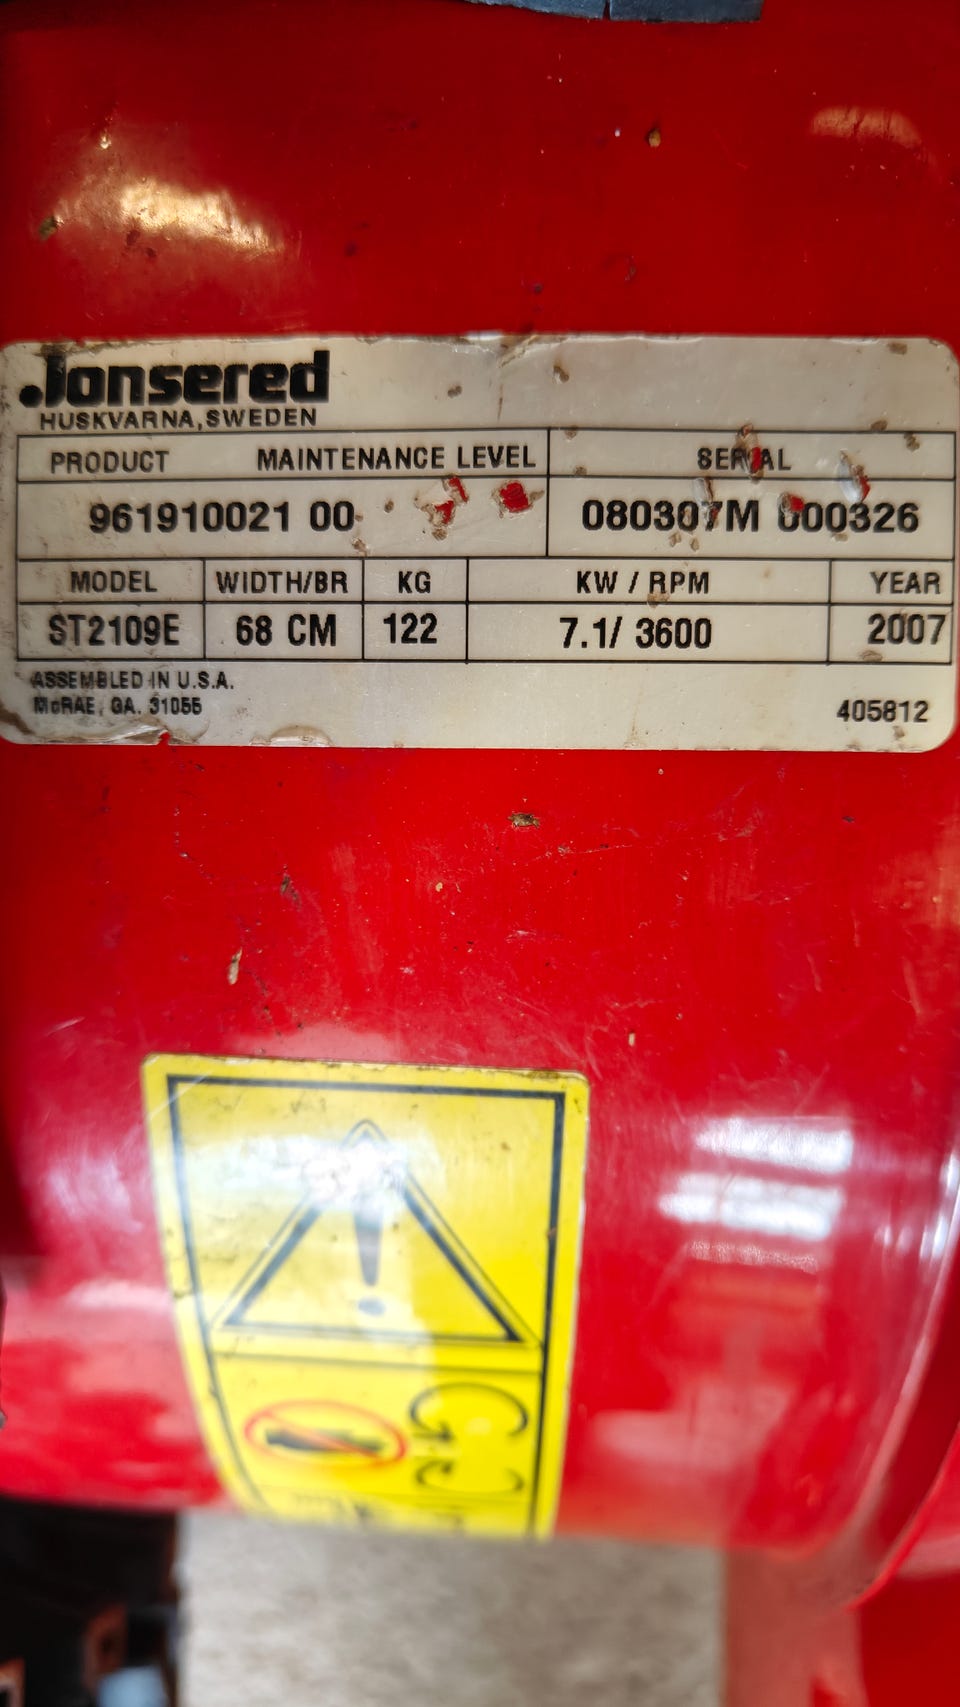 Jonsered
HUSKVARNA, SWEDEN
PRODUCT MAINTENANCE LEVEL SERIAL
961910021 00 080307M 000326
MODEL WIDTH/BR KG KW / RPM YEAR
ST2109E 68 CM 122 7.1/ 3600 2007
ASSEMBLED IN U.S.A.
McRAE, GA. 31055
405812